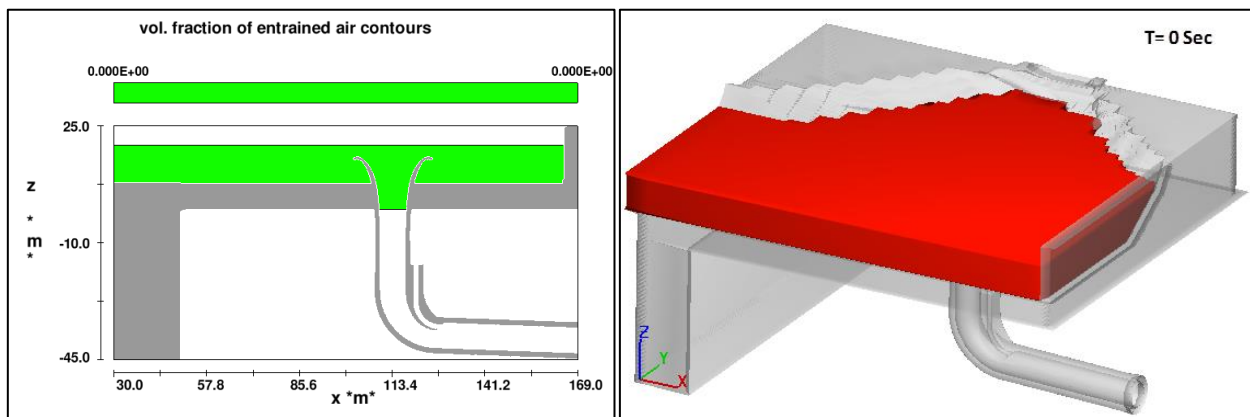 vol. fraction of entrained air contours
0.000E+00 0.000E+00
25.0
z
*
m
*
-10.0
-45.0
30.0 57.8 85.6 113.4 141.2 169.0
x *m*
T= 0 Sec
Z
Y
X